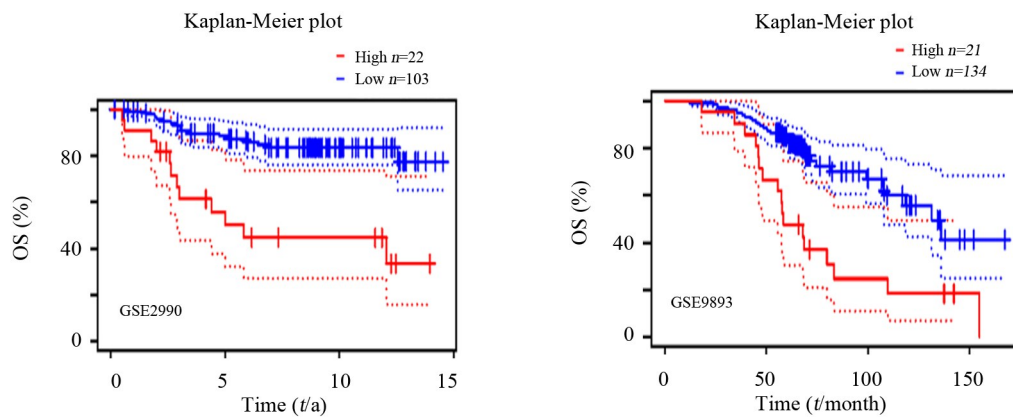 Kaplan-Meier plot
High n=22
Low n=103
80
40
0
OS (%)
GSE2990
0 5 10 15
Time (t/a)
Kaplan-Meier plot
High n=21
Low n=134
80
40
0
OS (%)
GSE9893
0 50 100 150
Time (t/month)